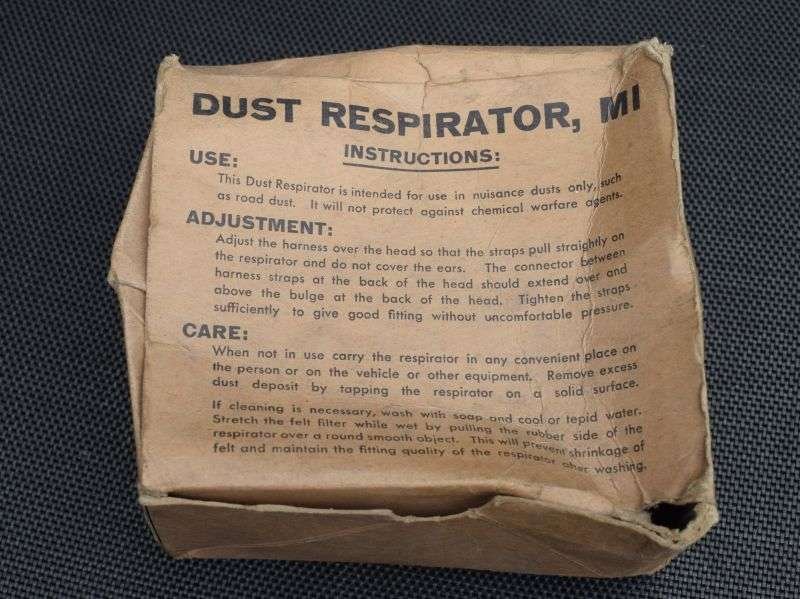 DUST RESPIRATOR, MI
INSTRUCTIONS:
USE:
This Dust Respirator is intended for use in nuisance dusts only, such
as road dust. It will not protect against chemical warfare agents.
ADJUSTMENT:
Adjust the harness over the head so that the straps pull straightly on
the respirator and do not cover the ears. The connector between
harness straps at the back of the head should extend over and
above the bulge at the back of the head. Tighten the straps
sufficiently to give good fitting without uncomfortable pressure.
CARE:
When not in use carry the respirator in any convenient place on
the person or on the vehicle or other equipment. Remove excess
dust deposit by tapping the respirator on a solid surface.
If cleaning is necessary, wash with soap and cool or tepid water.
Stretch the felt filter while wet by pulling the rubber side of the
respirator over a round smooth object. This will prevent shrinkage of
felt and maintain the fitting quality of the respirator after washing.